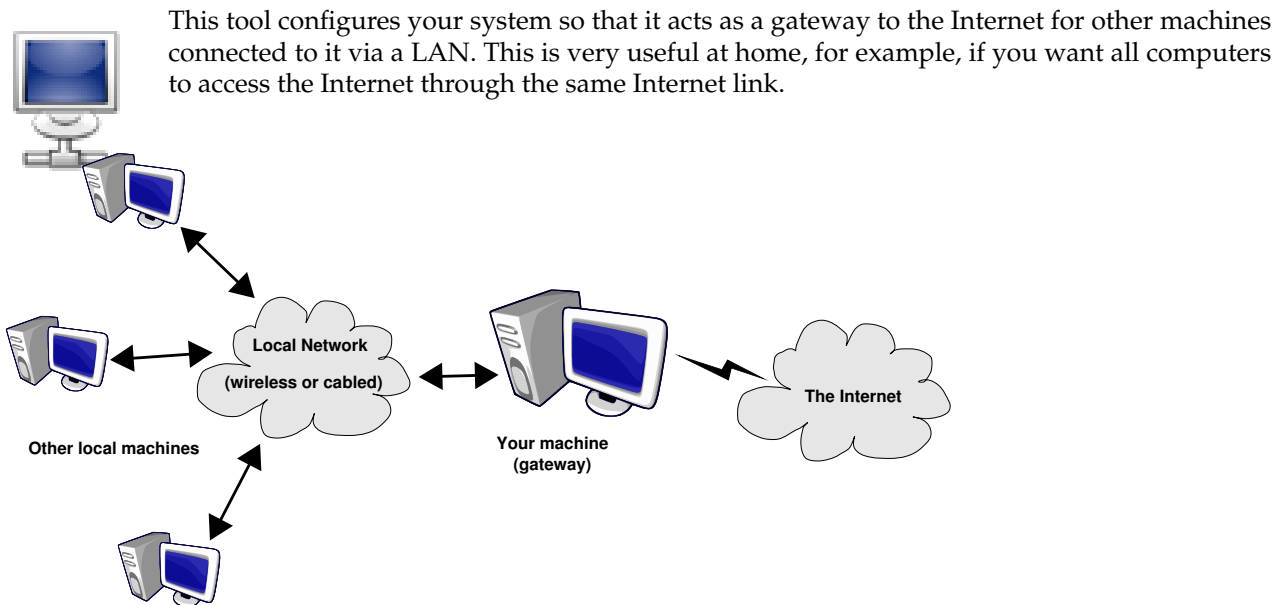 This tool configures your system so that it acts as a gateway to the Internet for other machines
connected to it via a LAN. This is very useful at home, for example, if you want all computers
to access the Internet through the same Internet link.
Local Network
(wireless or cabled)
The Internet
Other local machines
Your machine
(gateway)